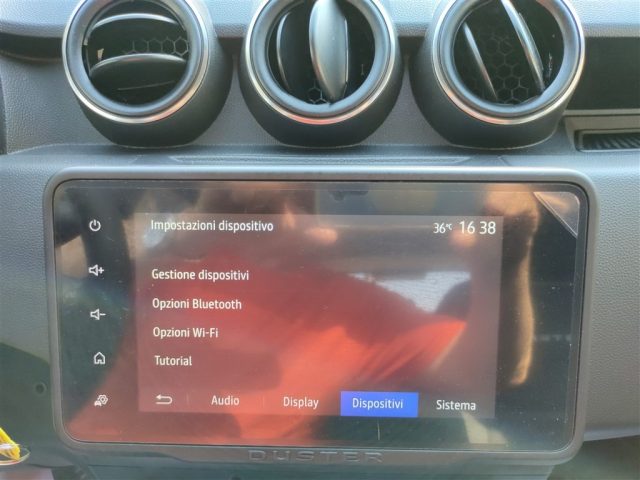 Impostazioni dispositivo 36°C 16 38
Gestione dispositivi
Opzioni Bluetooth
Opzioni Wi-Fi
Tutorial
Audio Display Dispositivi Sistema
DUSTER